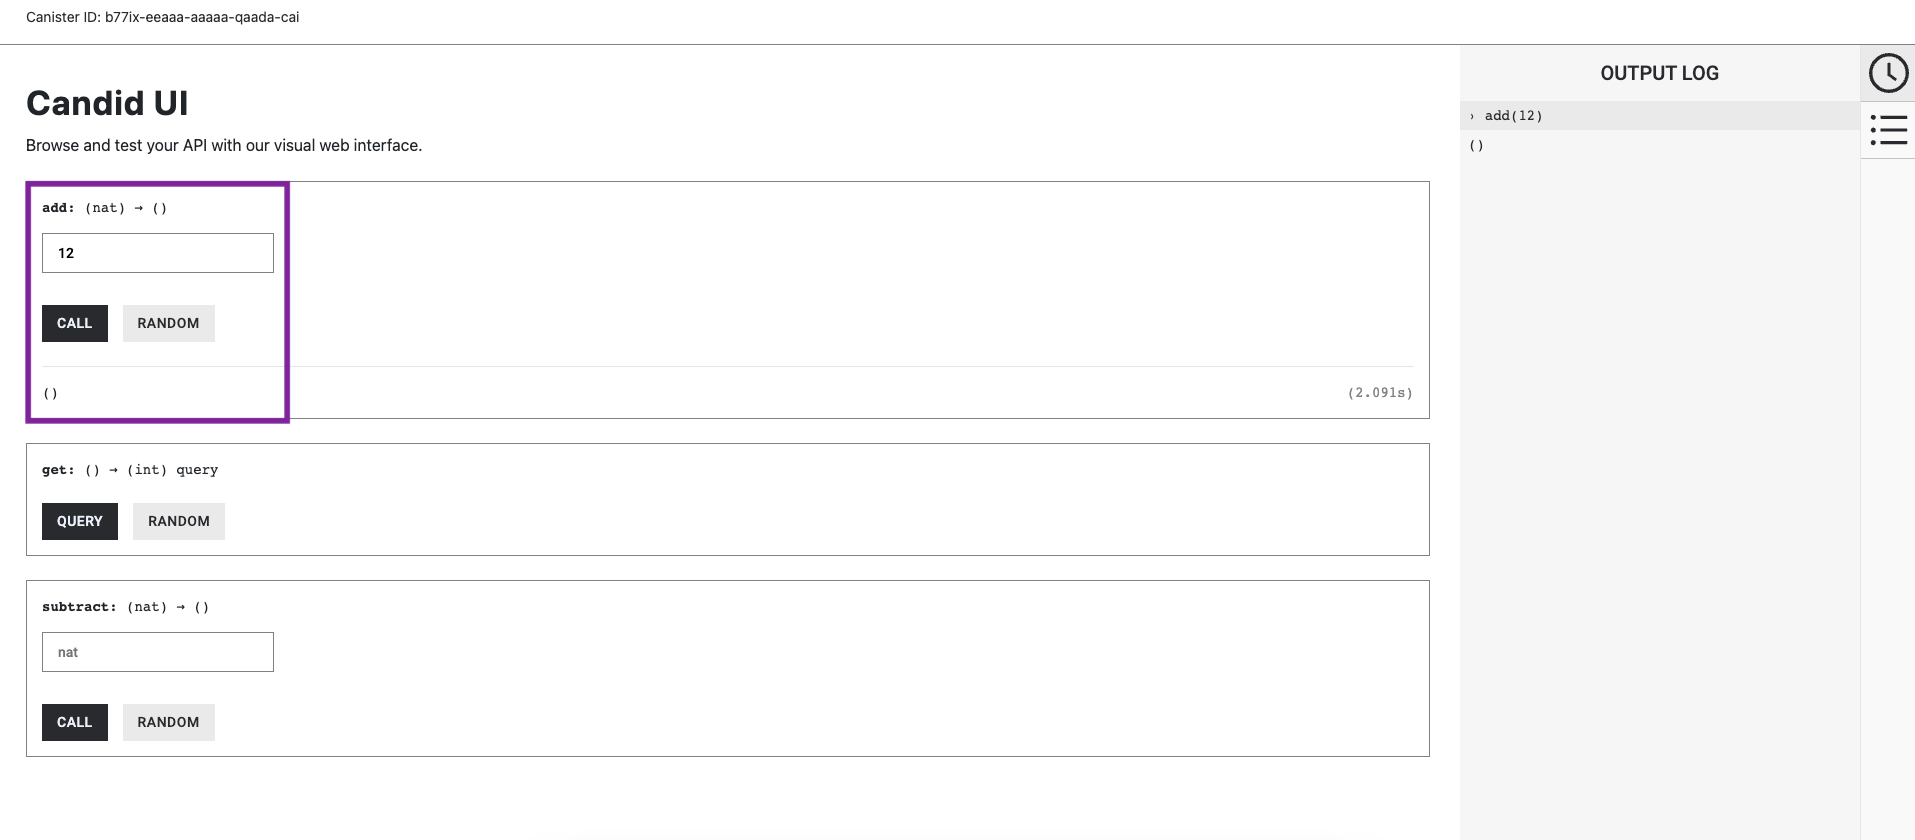 Canister ID: b77ix-eeaaa-aaaaa-qaada-cai
Candid UI
Browse and test your API with our visual web interface.
add: (nat) → ()
12
CALL RANDOM
() (2.091s)
get: () → (int) query
QUERY RANDOM
subtract: (nat) → ()
nat
CALL RANDOM
OUTPUT LOG
› add(12)
()